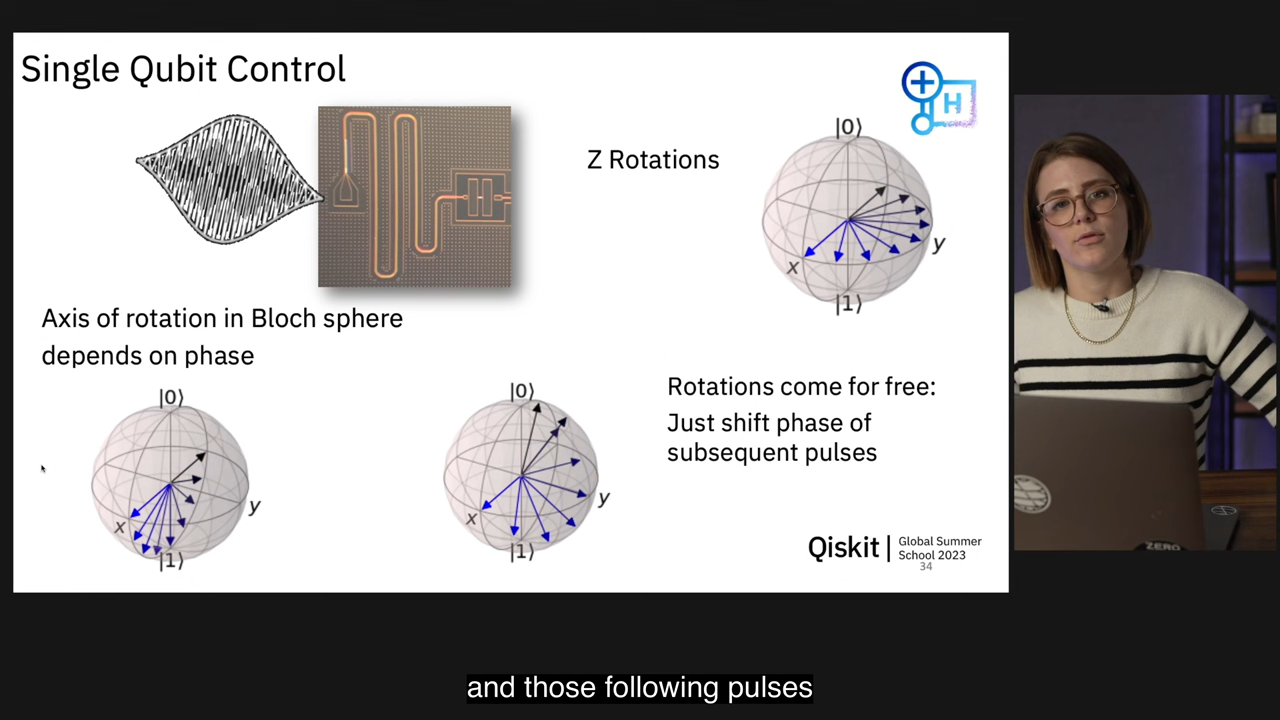 Single Qubit Control
H
Z Rotations
|0⟩
y
x
|1⟩
Axis of rotation in Bloch sphere
depends on phase
|0⟩
y
x
|1⟩
|0⟩
y
x
|1⟩
Rotations come for free:
Just shift phase of
subsequent pulses
Qiskit | Global Summer
School 2023
34
ZERO
and those following pulses